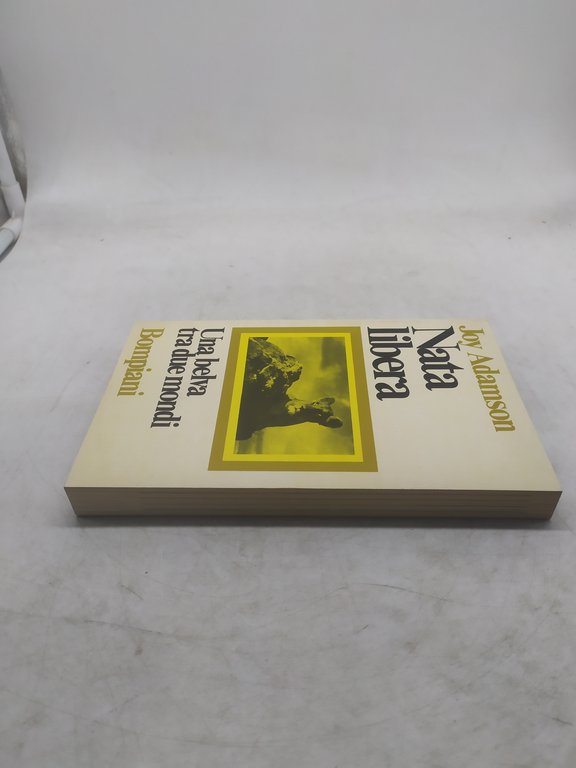 Joy Adamson
Nata
libera
Una belva
tra due mondi
Bompiani